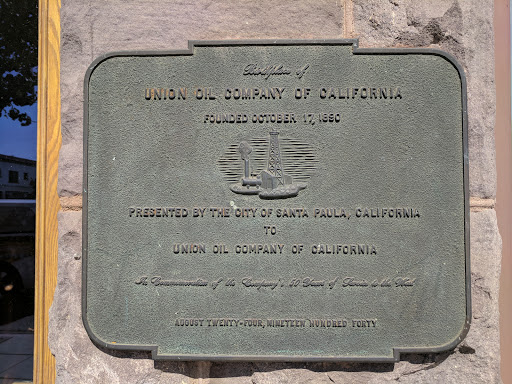 Birthplace of
UNION OIL COMPANY OF CALIFORNIA
FOUNDED OCTOBER 17, 1890
PRESENTED BY THE CITY OF SANTA PAULA, CALIFORNIA
TO
UNION OIL COMPANY OF CALIFORNIA
In Commemoration of the Company's 50 Years of Service to the West
AUGUST TWENTY-FOUR, NINETEEN HUNDRED FORTY